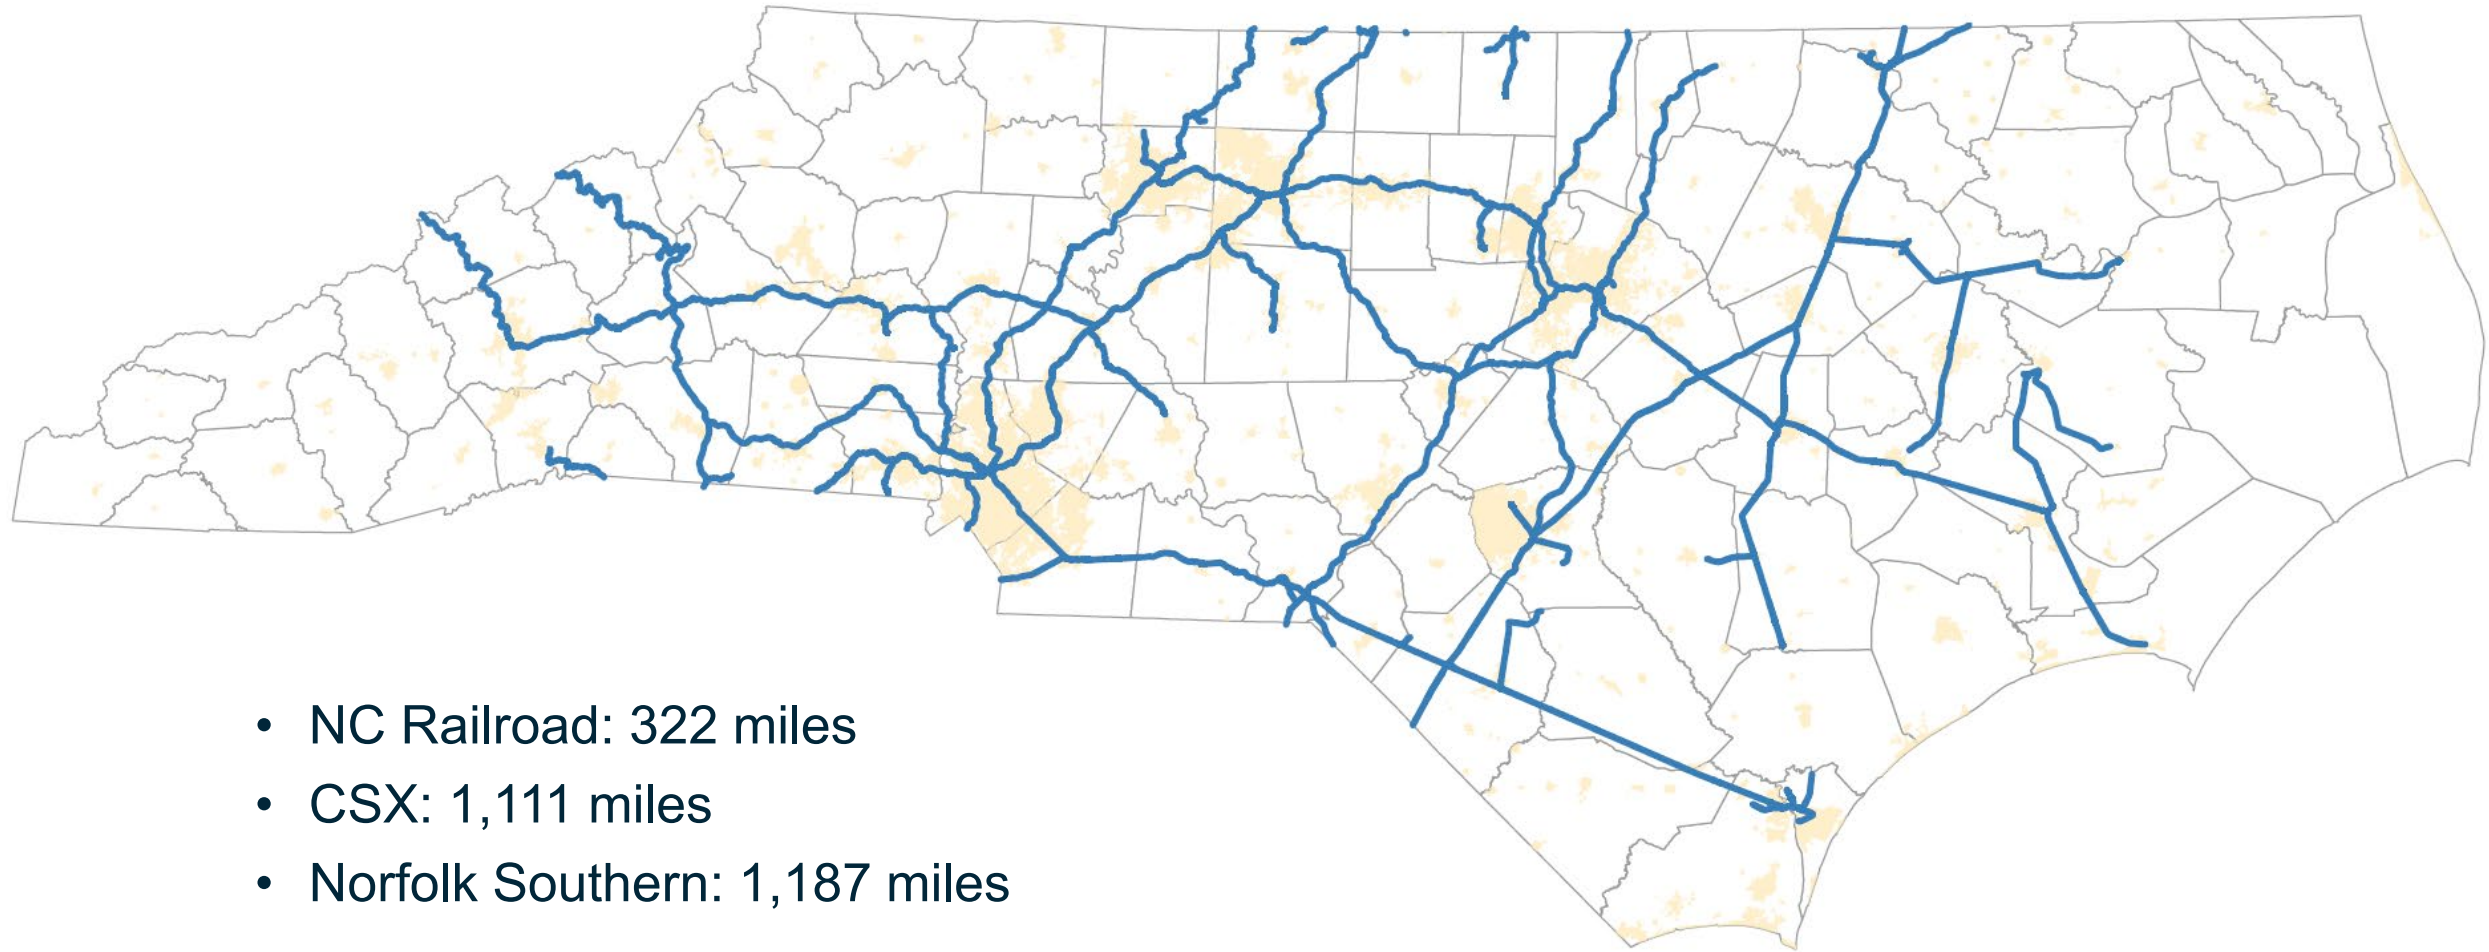 • NC Railroad: 322 miles
• CSX: 1,111 miles
• Norfolk Southern: 1,187 miles